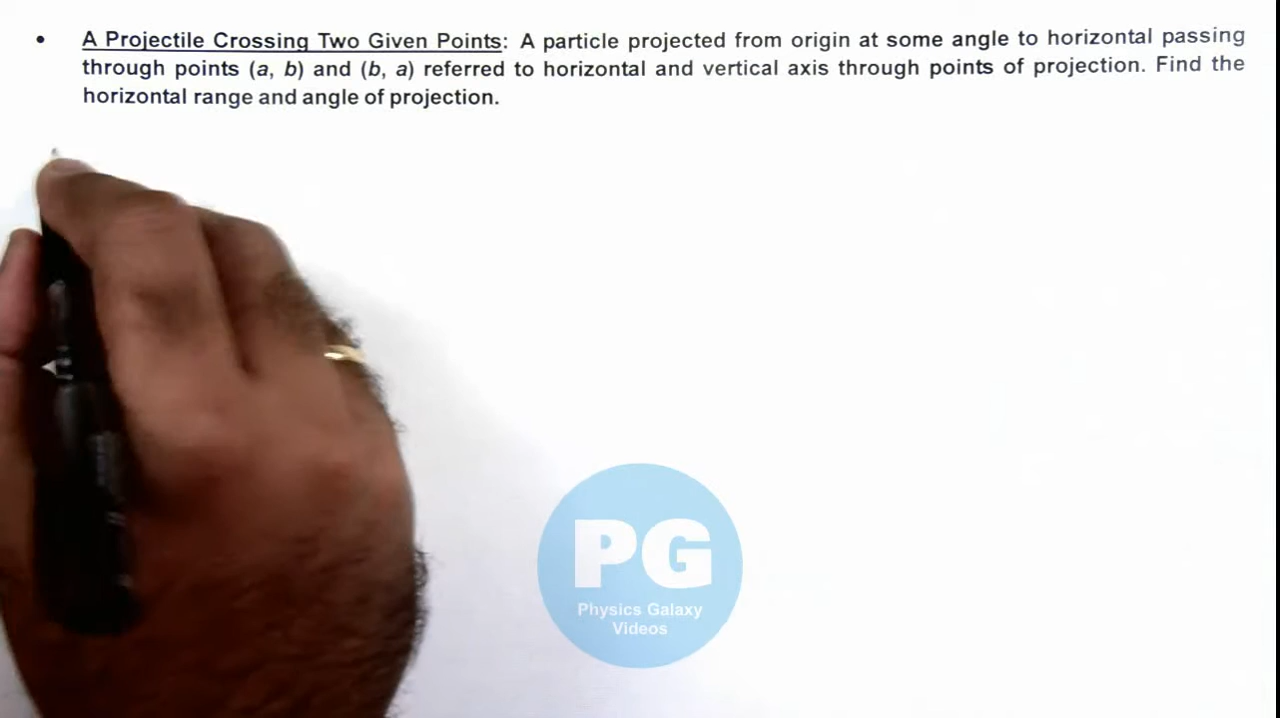 • A Projectile Crossing Two Given Points: A particle projected from origin at some angle to horizontal passing
through points (a, b) and (b, a) referred to horizontal and vertical axis through points of projection. Find the
horizontal range and angle of projection.
PG
Physics Galaxy
Videos